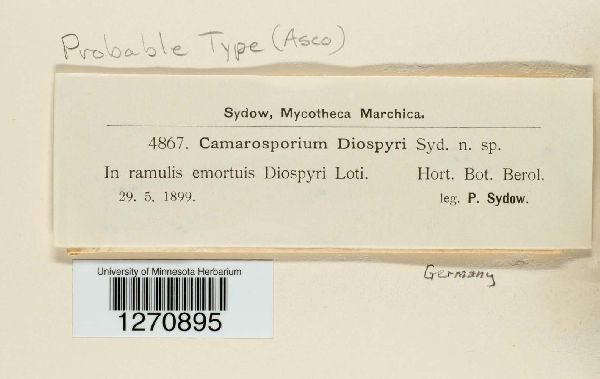 Probable Type (Asco)
Sydow, Mycotheca Marchica.
4867. Camarosporium Diospyri Syd. n. sp.
In ramulis emortuis Diospyri Loti. Hort. Bot. Berol.
29. 5, 1899. leg. P. Sydow.
Germany
University of Minnesota Herbarium
1270895